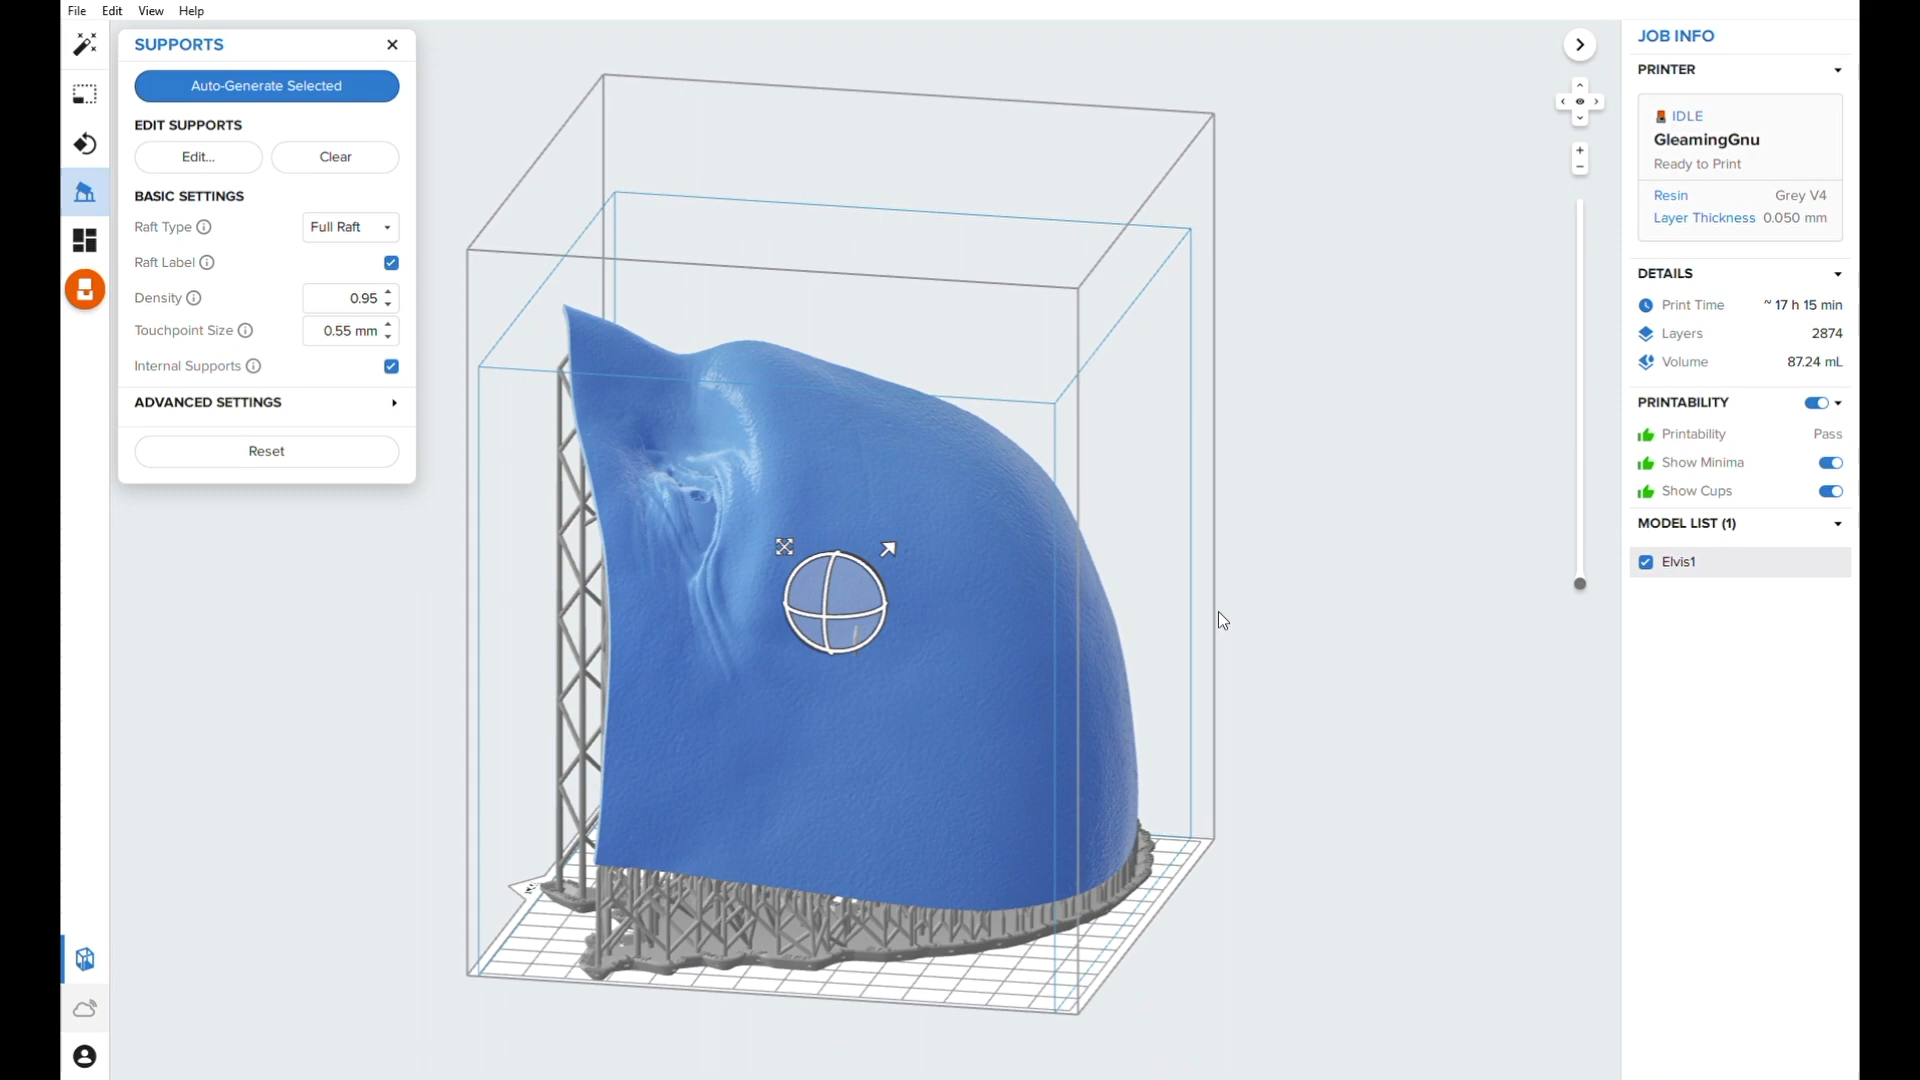 File Edit View Help
SUPPORTS
Auto-Generate Selected
EDIT SUPPORTS
Edit... Clear
BASIC SETTINGS
Raft Type Full Raft
Raft Label
Density 0.95
Touchpoint Size 0.55 mm
Internal Supports
ADVANCED SETTINGS
Reset
JOB INFO
PRINTER
IDLE
GleamingGnu
Ready to Print
Resin Grey V4
Layer Thickness 0.050 mm
DETAILS
Print Time ~ 17 h 15 min
Layers 2874
Volume 87.24 mL
PRINTABILITY
Printability Pass
Show Minima
Show Cups
MODEL LIST (1)
Elvis1